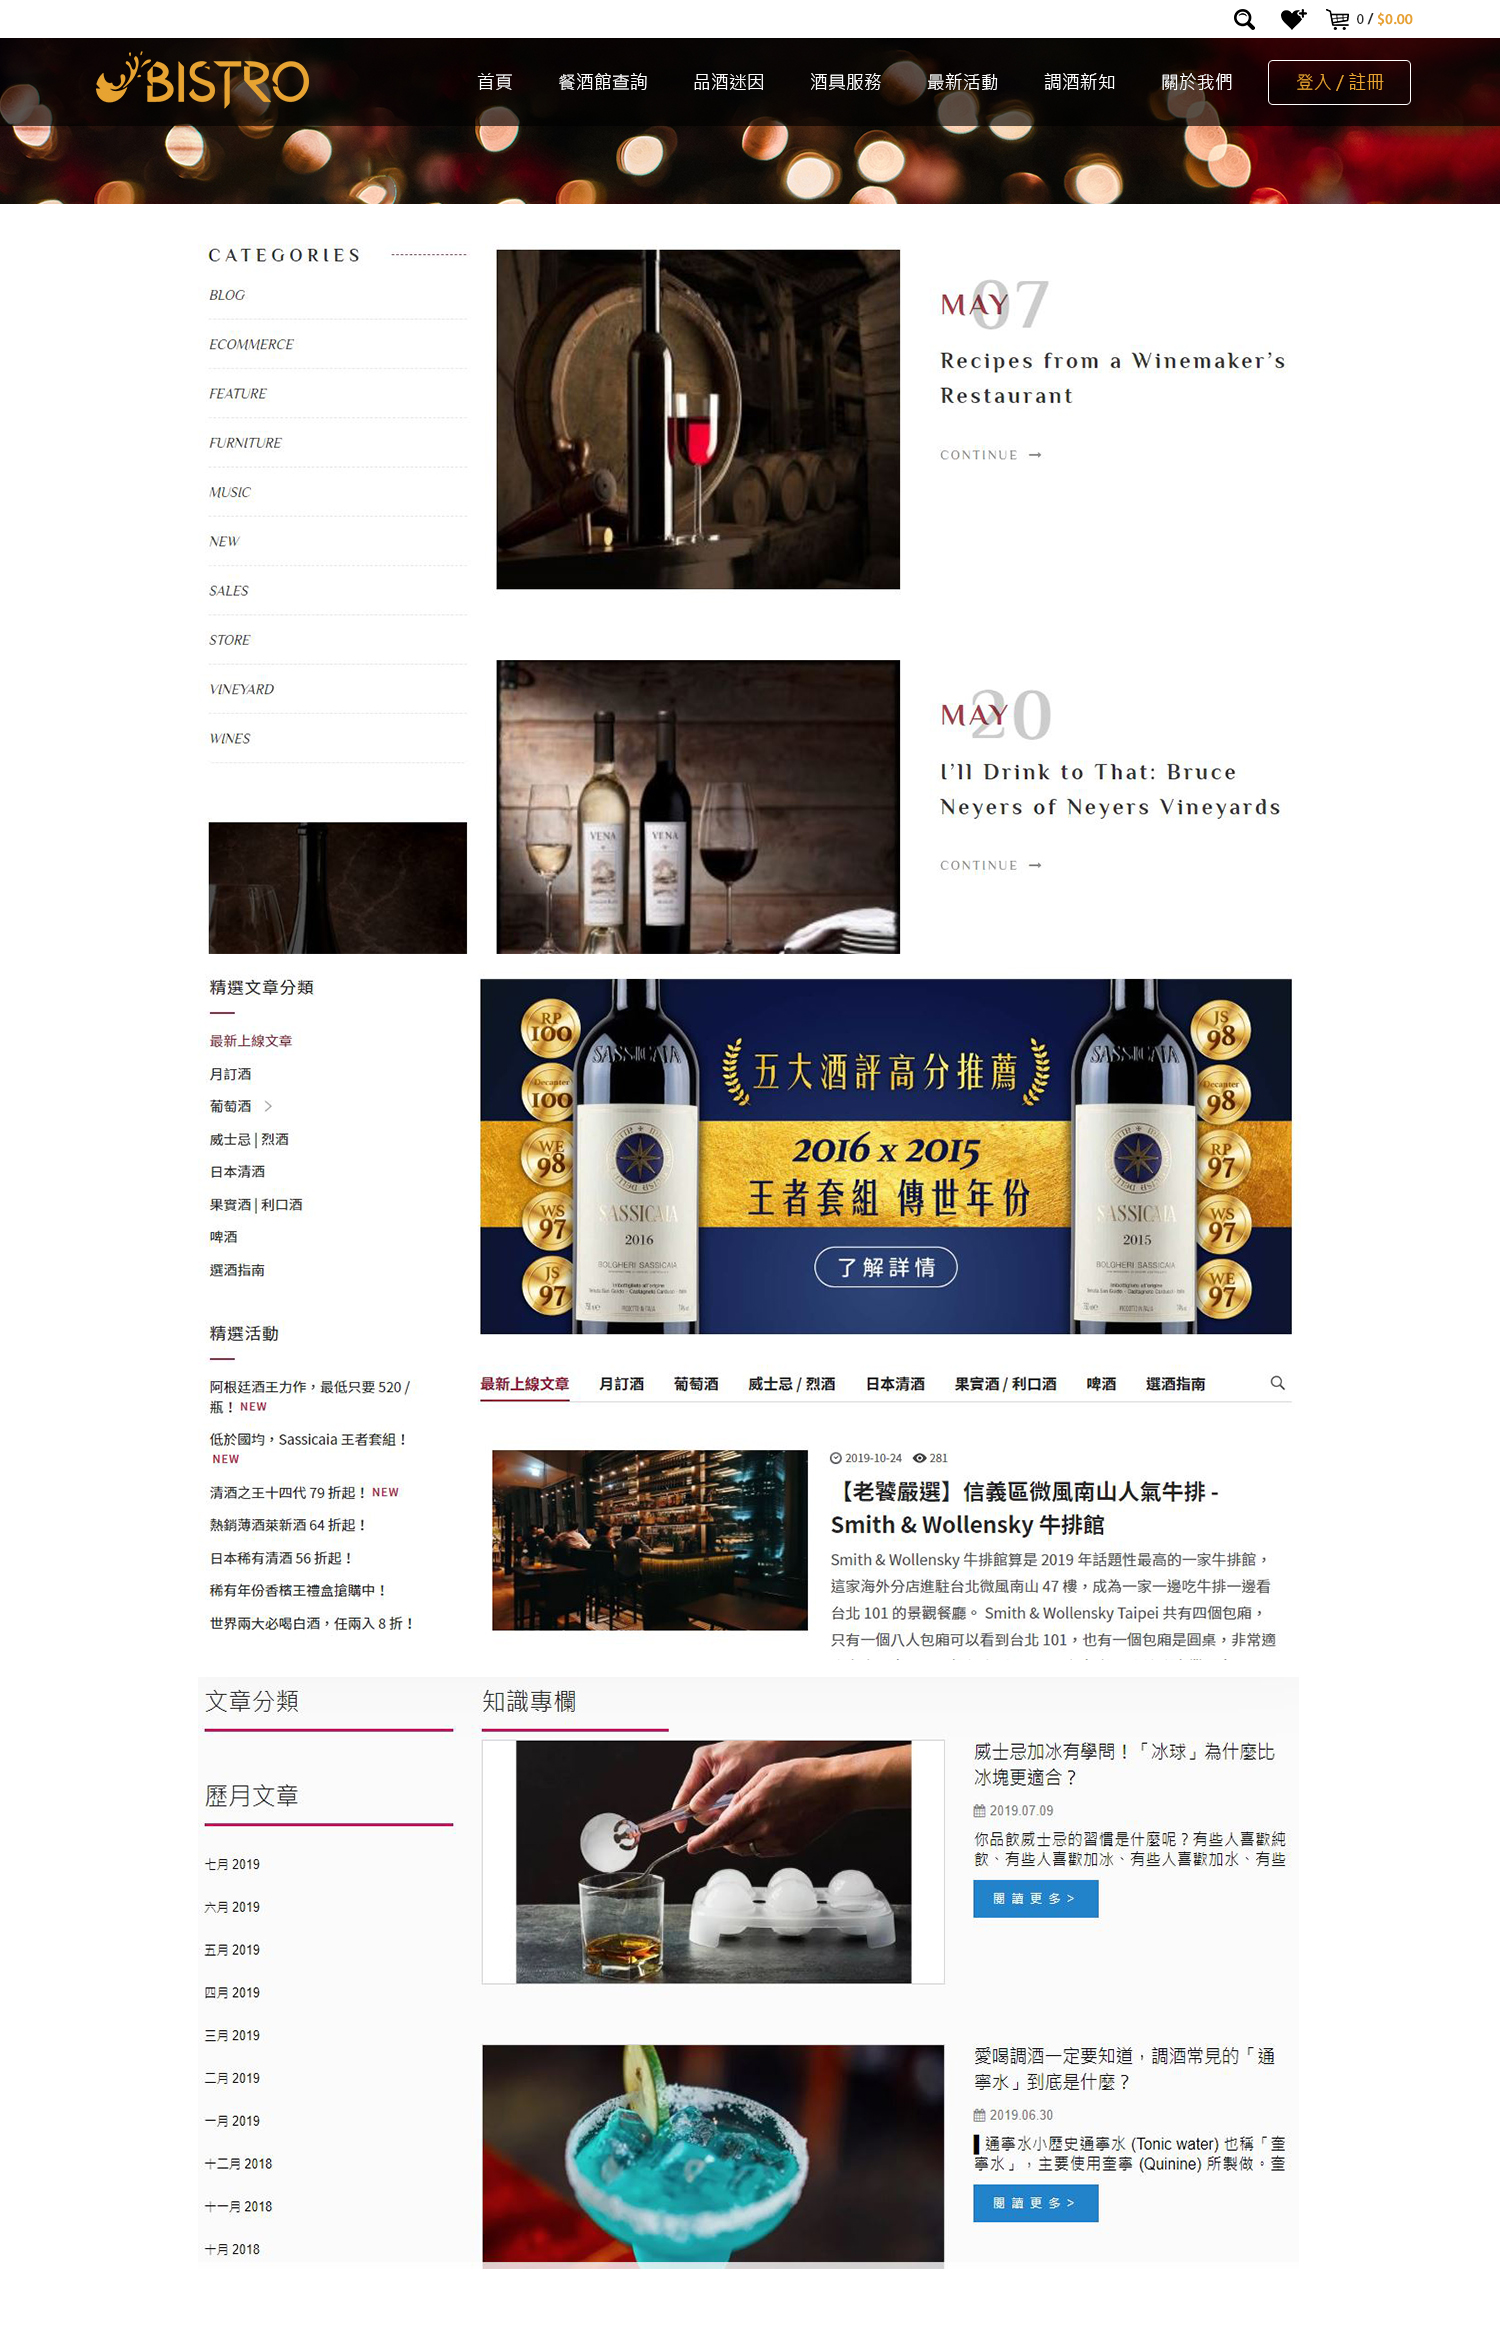 0 / $0.00
BISTRO
首頁 餐酒館查詢 品酒迷因 酒具服務 最新活動 調酒新知 關於我們 登入 / 註冊
CATEGORIES
BLOG
ECOMMERCE
FEATURE
FURNITURE
MUSIC
NEW
SALES
STORE
VINEYARD
WINES
MAY 07
Recipes from a Winemaker’s
Restaurant
CONTINUE
VENA VENA
MAY 20
I’ll Drink to That: Bruce
Neyers of Neyers Vineyards
CONTINUE
精選文章分類
最新上線文章
月訂酒
葡萄酒 >
威士忌 | 烈酒
日本清酒
果實酒 | 利口酒
啤酒
選酒指南
精選活動
阿根廷酒王力作，最低只要 520 /
瓶！ NEW
低於國均，Sassicaia 王者套組！
NEW
清酒之王十四代 79 折起！ NEW
熱銷薄酒萊新酒 64 折起！
日本稀有清酒 56 折起！
稀有年份香檳王禮盒搶購中！
世界兩大必喝白酒，任兩入 8 折！
RP 100
Decanter 100
WE 98
WS 97
JS 97
SASSICAIA
SASSICAIA
2016
BOLGHERI SASSICAIA
五大酒評高分推薦
2016 x 2015
王者套組 傳世年份
了解詳情
SASSICAIA
SASSICAIA
2015
BOLGHERI SASSICAIA
JS 98
Decanter 98
RP 97
WS 97
WE 97
最新上線文章 月訂酒 葡萄酒 威士忌 / 烈酒 日本清酒 果實酒 / 利口酒 啤酒 選酒指南
2019-10-24 281
【老饕嚴選】信義區微風南山人氣牛排 -
Smith & Wollensky 牛排館
Smith & Wollensky 牛排館算是 2019 年話題性最高的一家牛排館，
這家海外分店進駐台北微風南山 47 樓，成為一家一邊吃牛排一邊看
台北 101 的景觀餐廳。 Smith & Wollensky Taipei 共有四個包廂，
只有一個八人包廂可以看到台北 101，也有一個包廂是圓桌，非常適
文章分類
歷月文章
七月 2019
六月 2019
五月 2019
四月 2019
三月 2019
二月 2019
一月 2019
十二月 2018
十一月 2018
十月 2018
知識專欄
威士忌加冰有學問！「冰球」為什麼比
冰塊更適合？
2019.07.09
你品飲威士忌的習慣是什麼呢？有些人喜歡純
飲、有些人喜歡加冰、有些人喜歡加水、有些
閱讀更多>
愛喝調酒一定要知道，調酒常見的「通
寧水」到底是什麼？
2019.06.30
▌通寧水小歷史通寧水 (Tonic water) 也稱「奎
寧水」，主要使用奎寧 (Quinine) 所製做。奎
閱讀更多>